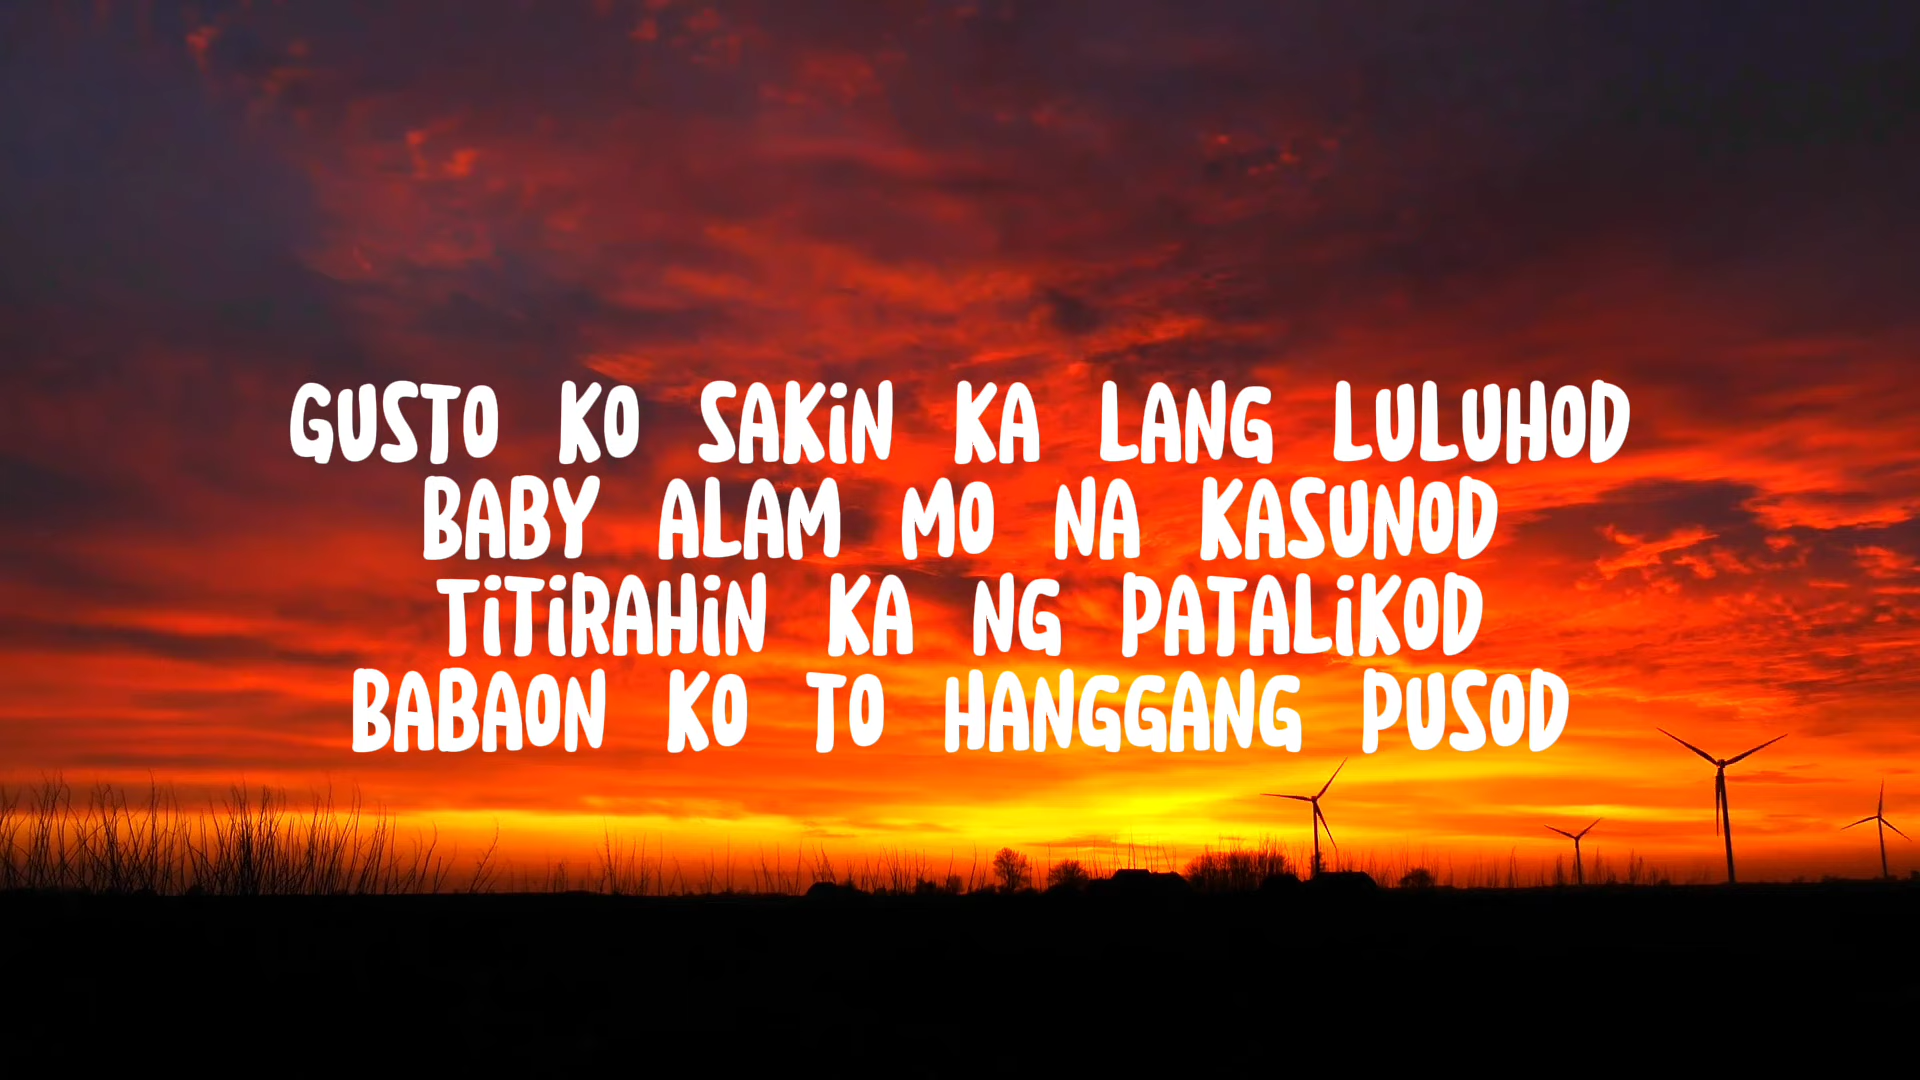 GUSTO KO SAKIN KA LANG LULUHOD
BABY ALAM MO NA KASUNOD
TITIRAHIN KA NG PATALIKOD
BABAON KO TO HANGGANG PUSOD